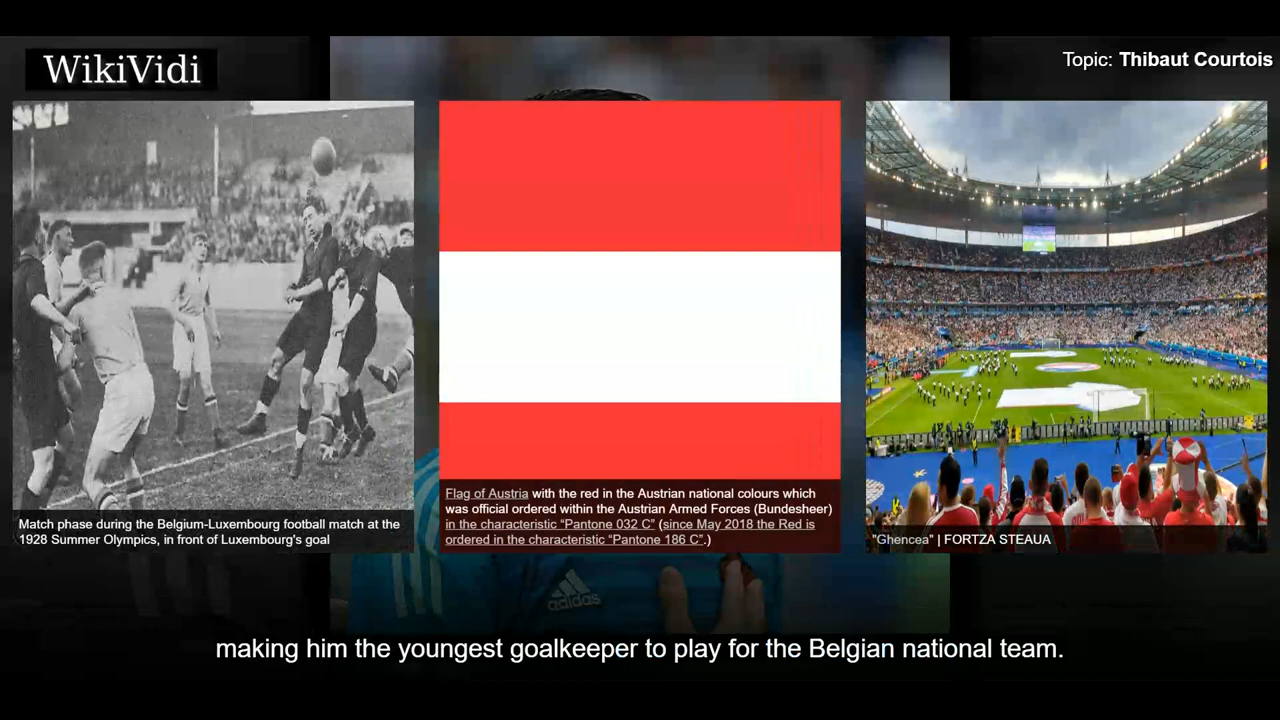 WikiVidi
Topic: Thibaut Courtois
Match phase during the Belgium-Luxembourg football match at the
1928 Summer Olympics, in front of Luxembourg's goal
Flag of Austria with the red in the Austrian national colours which
was official ordered within the Austrian Armed Forces (Bundesheer)
in the characteristic “Pantone 032 C” (since May 2018 the Red is
ordered in the characteristic “Pantone 186 C”.)
"Ghencea" | FORTZA STEAUA
adidas
making him the youngest goalkeeper to play for the Belgian national team.